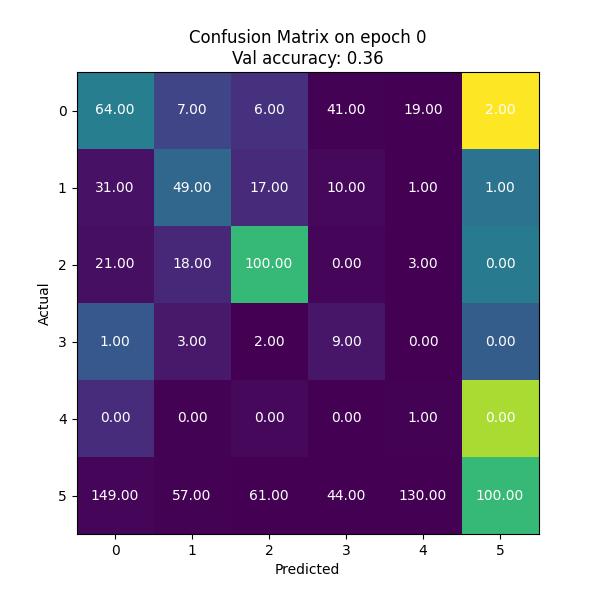 Confusion Matrix on epoch 0
Val accuracy: 0.36
0 64.00 7.00 6.00 41.00 19.00 2.00
1 31.00 49.00 17.00 10.00 1.00 1.00
2 21.00 18.00 100.00 0.00 3.00 0.00
Actual
3 1.00 3.00 2.00 9.00 0.00 0.00
4 0.00 0.00 0.00 0.00 1.00 0.00
5 149.00 57.00 61.00 44.00 130.00 100.00
0 1 2 3 4 5
Predicted